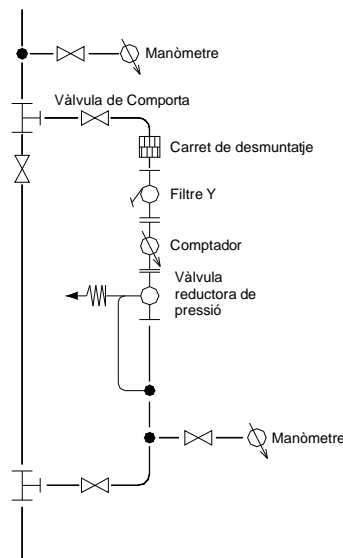 Manòmetre
Vàlvula de Comporta
Carret de desmuntatje
Filtre Y
Comptador
Vàlvula
reductora de
pressió
Manòmetre